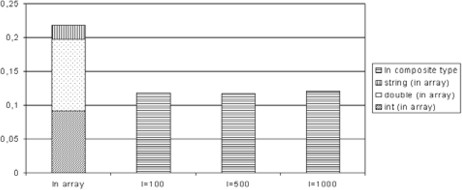 0,25
0,2
0,15
0,1
0,05
0
In array
I=100
I=500
I=1000
In composite type
string (in array)
double (in array)
int (in array)